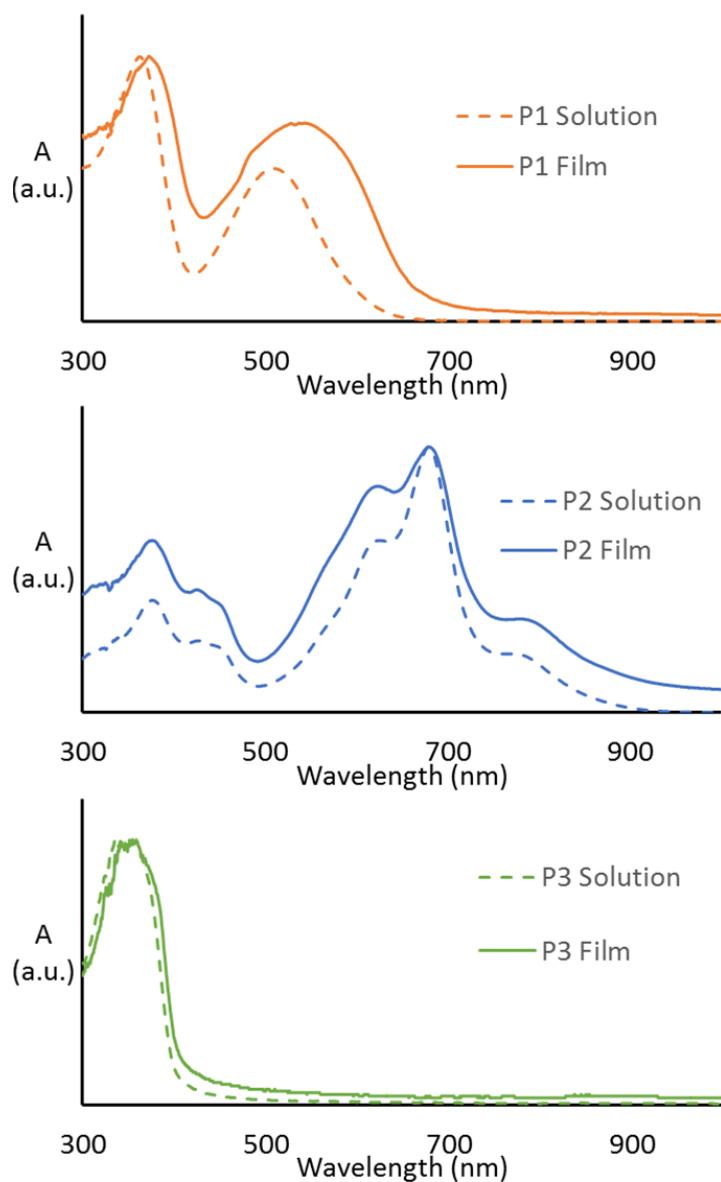 P1 Solution
A
(a.u.)
P1 Film
300 500 700 900
Wavelength (nm)
P2 Solution
A
(a.u.)
P2 Film
300 500 700 900
Wavelength (nm)
P3 Solution
A
(a.u.)
P3 Film
300 500 700 900
Wavelength (nm)